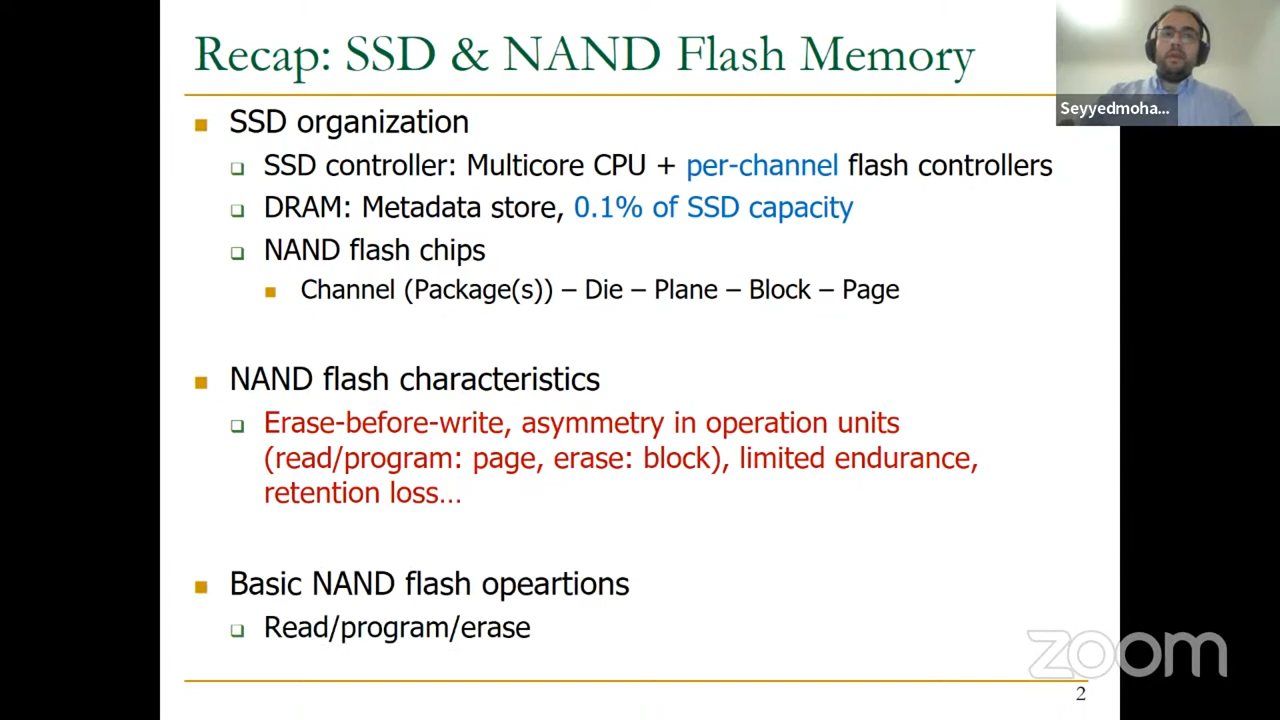 Recap: SSD & NAND Flash Memory
Seyyedmoha...
SSD organization
SSD controller: Multicore CPU + per-channel flash controllers
DRAM: Metadata store, 0.1% of SSD capacity
NAND flash chips
Channel (Package(s)) – Die – Plane – Block – Page
NAND flash characteristics
Erase-before-write, asymmetry in operation units
(read/program: page, erase: block), limited endurance,
retention loss…
Basic NAND flash opeartions
Read/program/erase
zoom
2